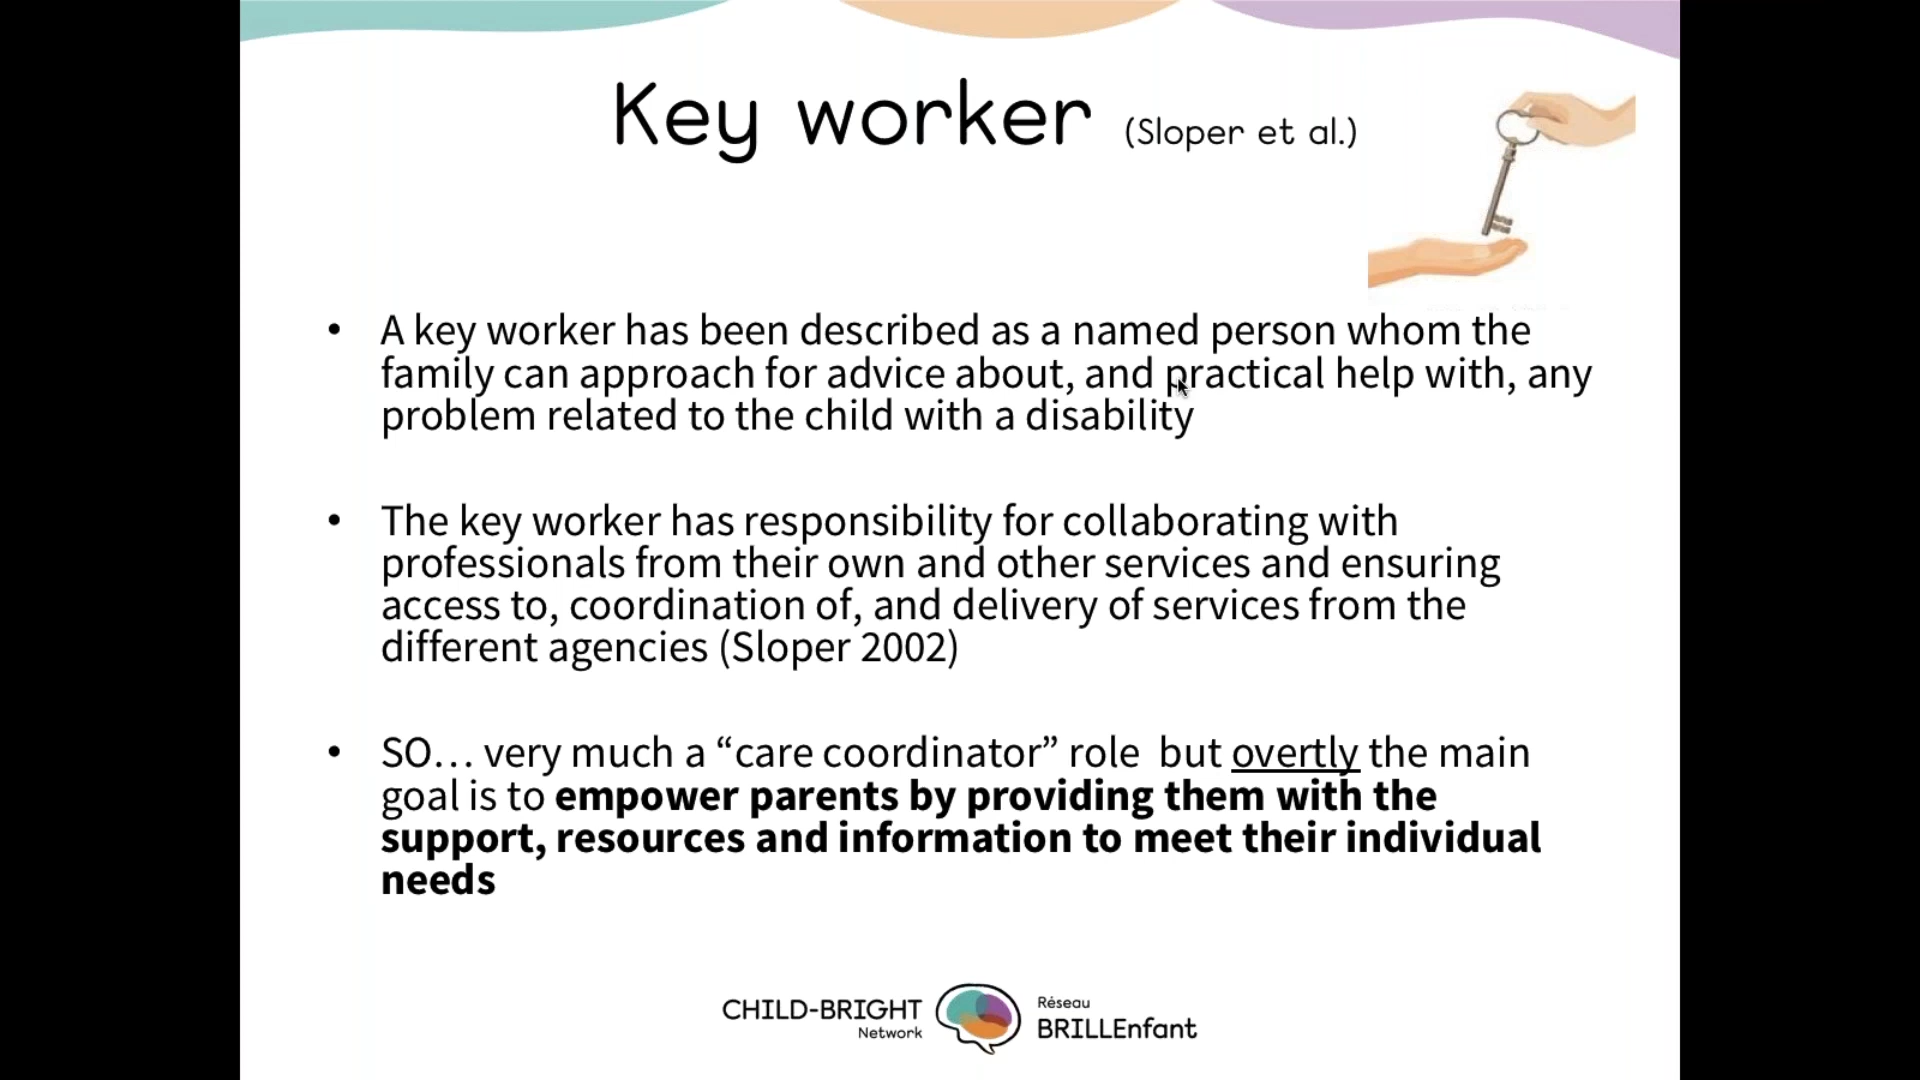 Key worker (Sloper et al.)
• A key worker has been described as a named person whom the
family can approach for advice about, and practical help with, any
problem related to the child with a disability
• The key worker has responsibility for collaborating with
professionals from their own and other services and ensuring
access to, coordination of, and delivery of services from the
different agencies (Sloper 2002)
• SO… very much a “care coordinator” role  but overtly the main
goal is to empower parents by providing them with the
support, resources and information to meet their individual
needs
CHILD-BRIGHT
Network
Réseau
BRILLEnfant